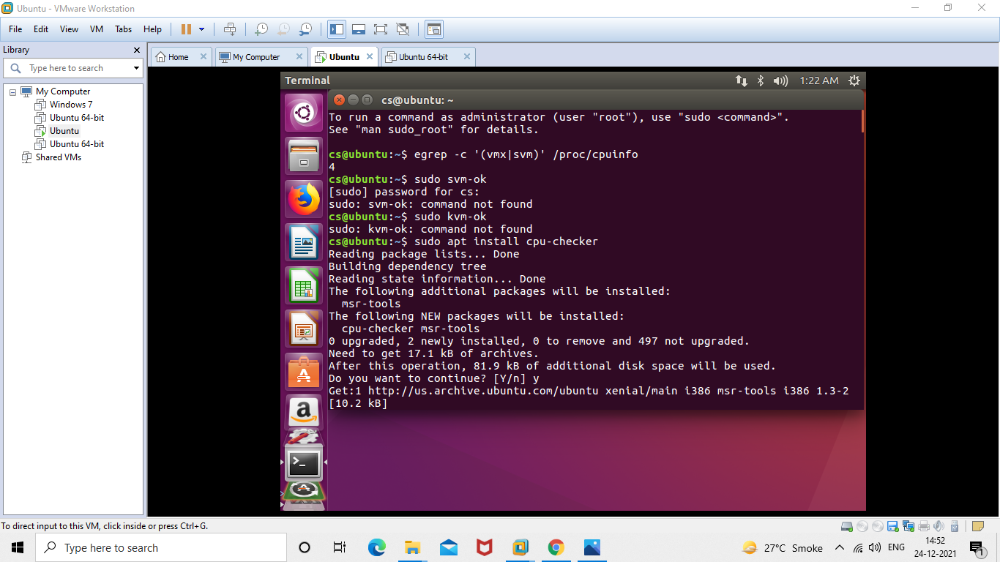 Ubuntu - VMware Workstation
File Edit View VM Tabs Help
Library
Type here to search
My Computer
Windows 7
Ubuntu 64-bit
Ubuntu
Ubuntu 64-bit
Shared VMs
Home My Computer Ubuntu Ubuntu 64-bit
Terminal 1:22 AM
cs@ubuntu: ~
To run a command as administrator (user "root"), use "sudo <command>".
See "man sudo_root" for details.
cs@ubuntu:~$ egrep -c '(vmx|svm)' /proc/cpuinfo
4
cs@ubuntu:~$ sudo svm-ok
[sudo] password for cs:
sudo: svm-ok: command not found
cs@ubuntu:~$ sudo kvm-ok
sudo: kvm-ok: command not found
cs@ubuntu:~$ sudo apt install cpu-checker
Reading package lists... Done
Building dependency tree
Reading state information... Done
The following additional packages will be installed:
msr-tools
The following NEW packages will be installed:
cpu-checker msr-tools
0 upgraded, 2 newly installed, 0 to remove and 497 not upgraded.
Need to get 17.1 kB of archives.
After this operation, 81.9 kB of additional disk space will be used.
Do you want to continue? [Y/n] y
Get:1 http://us.archive.ubuntu.com/ubuntu xenial/main i386 msr-tools i386 1.3-2
[10.2 kB]
To direct input to this VM, click inside or press Ctrl+G.
Type here to search
27°C Smoke
ENG
14:52
24-12-2021
1